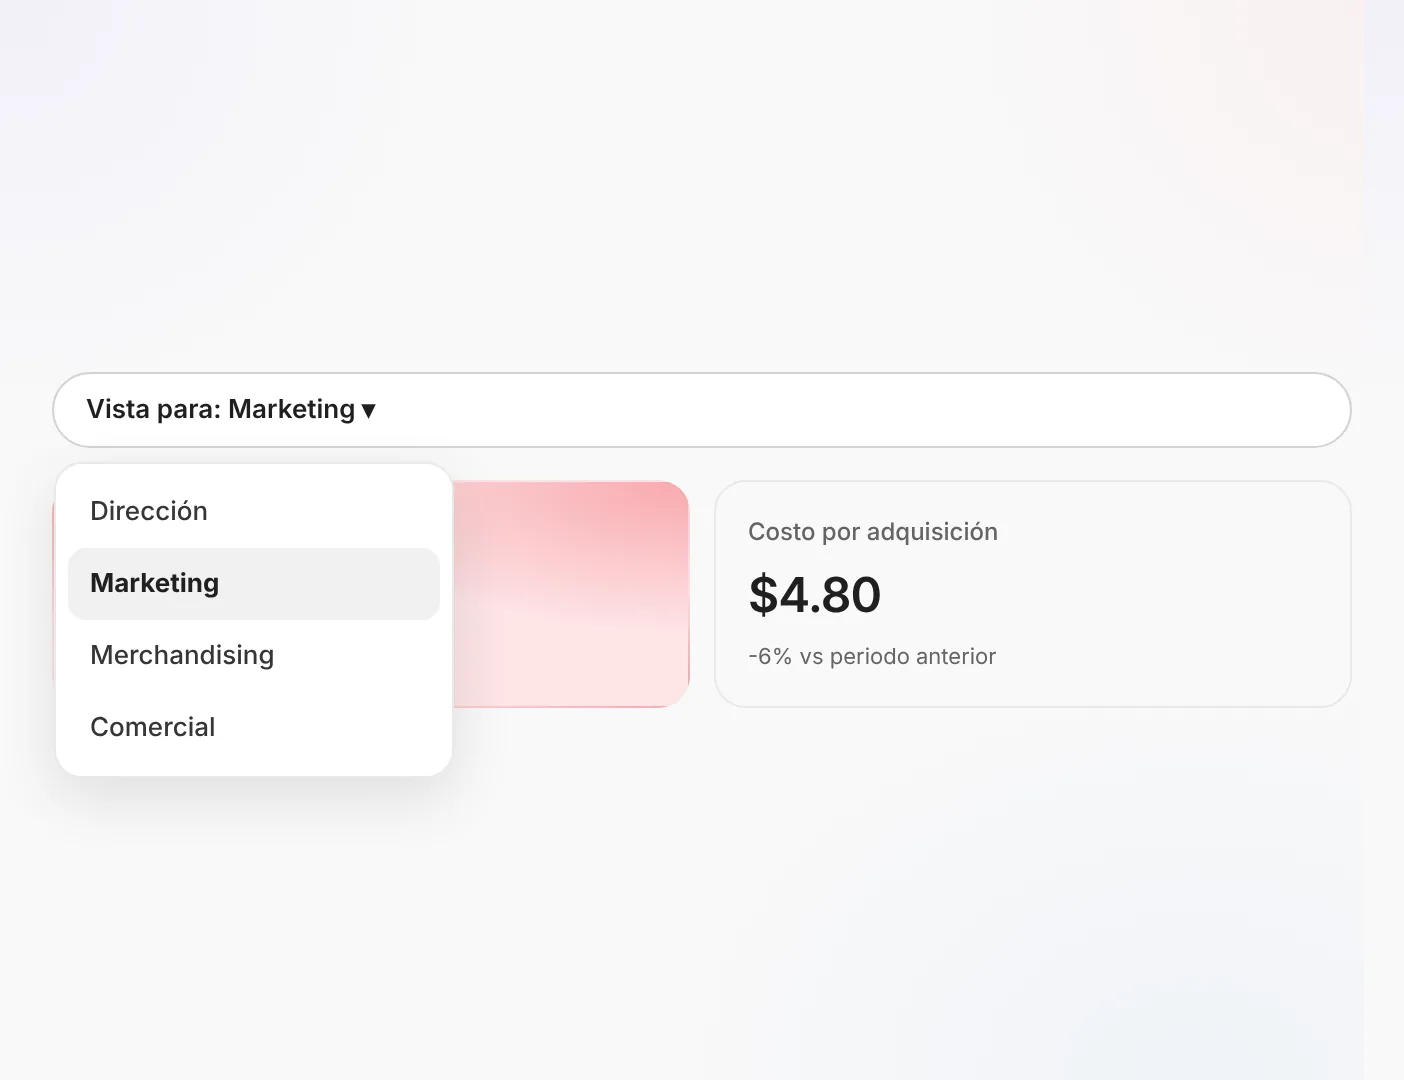 Vista para: Marketing ▾
Dirección
Marketing
Merchandising
Comercial
Costo por adquisición
$4.80
-6% vs periodo anterior